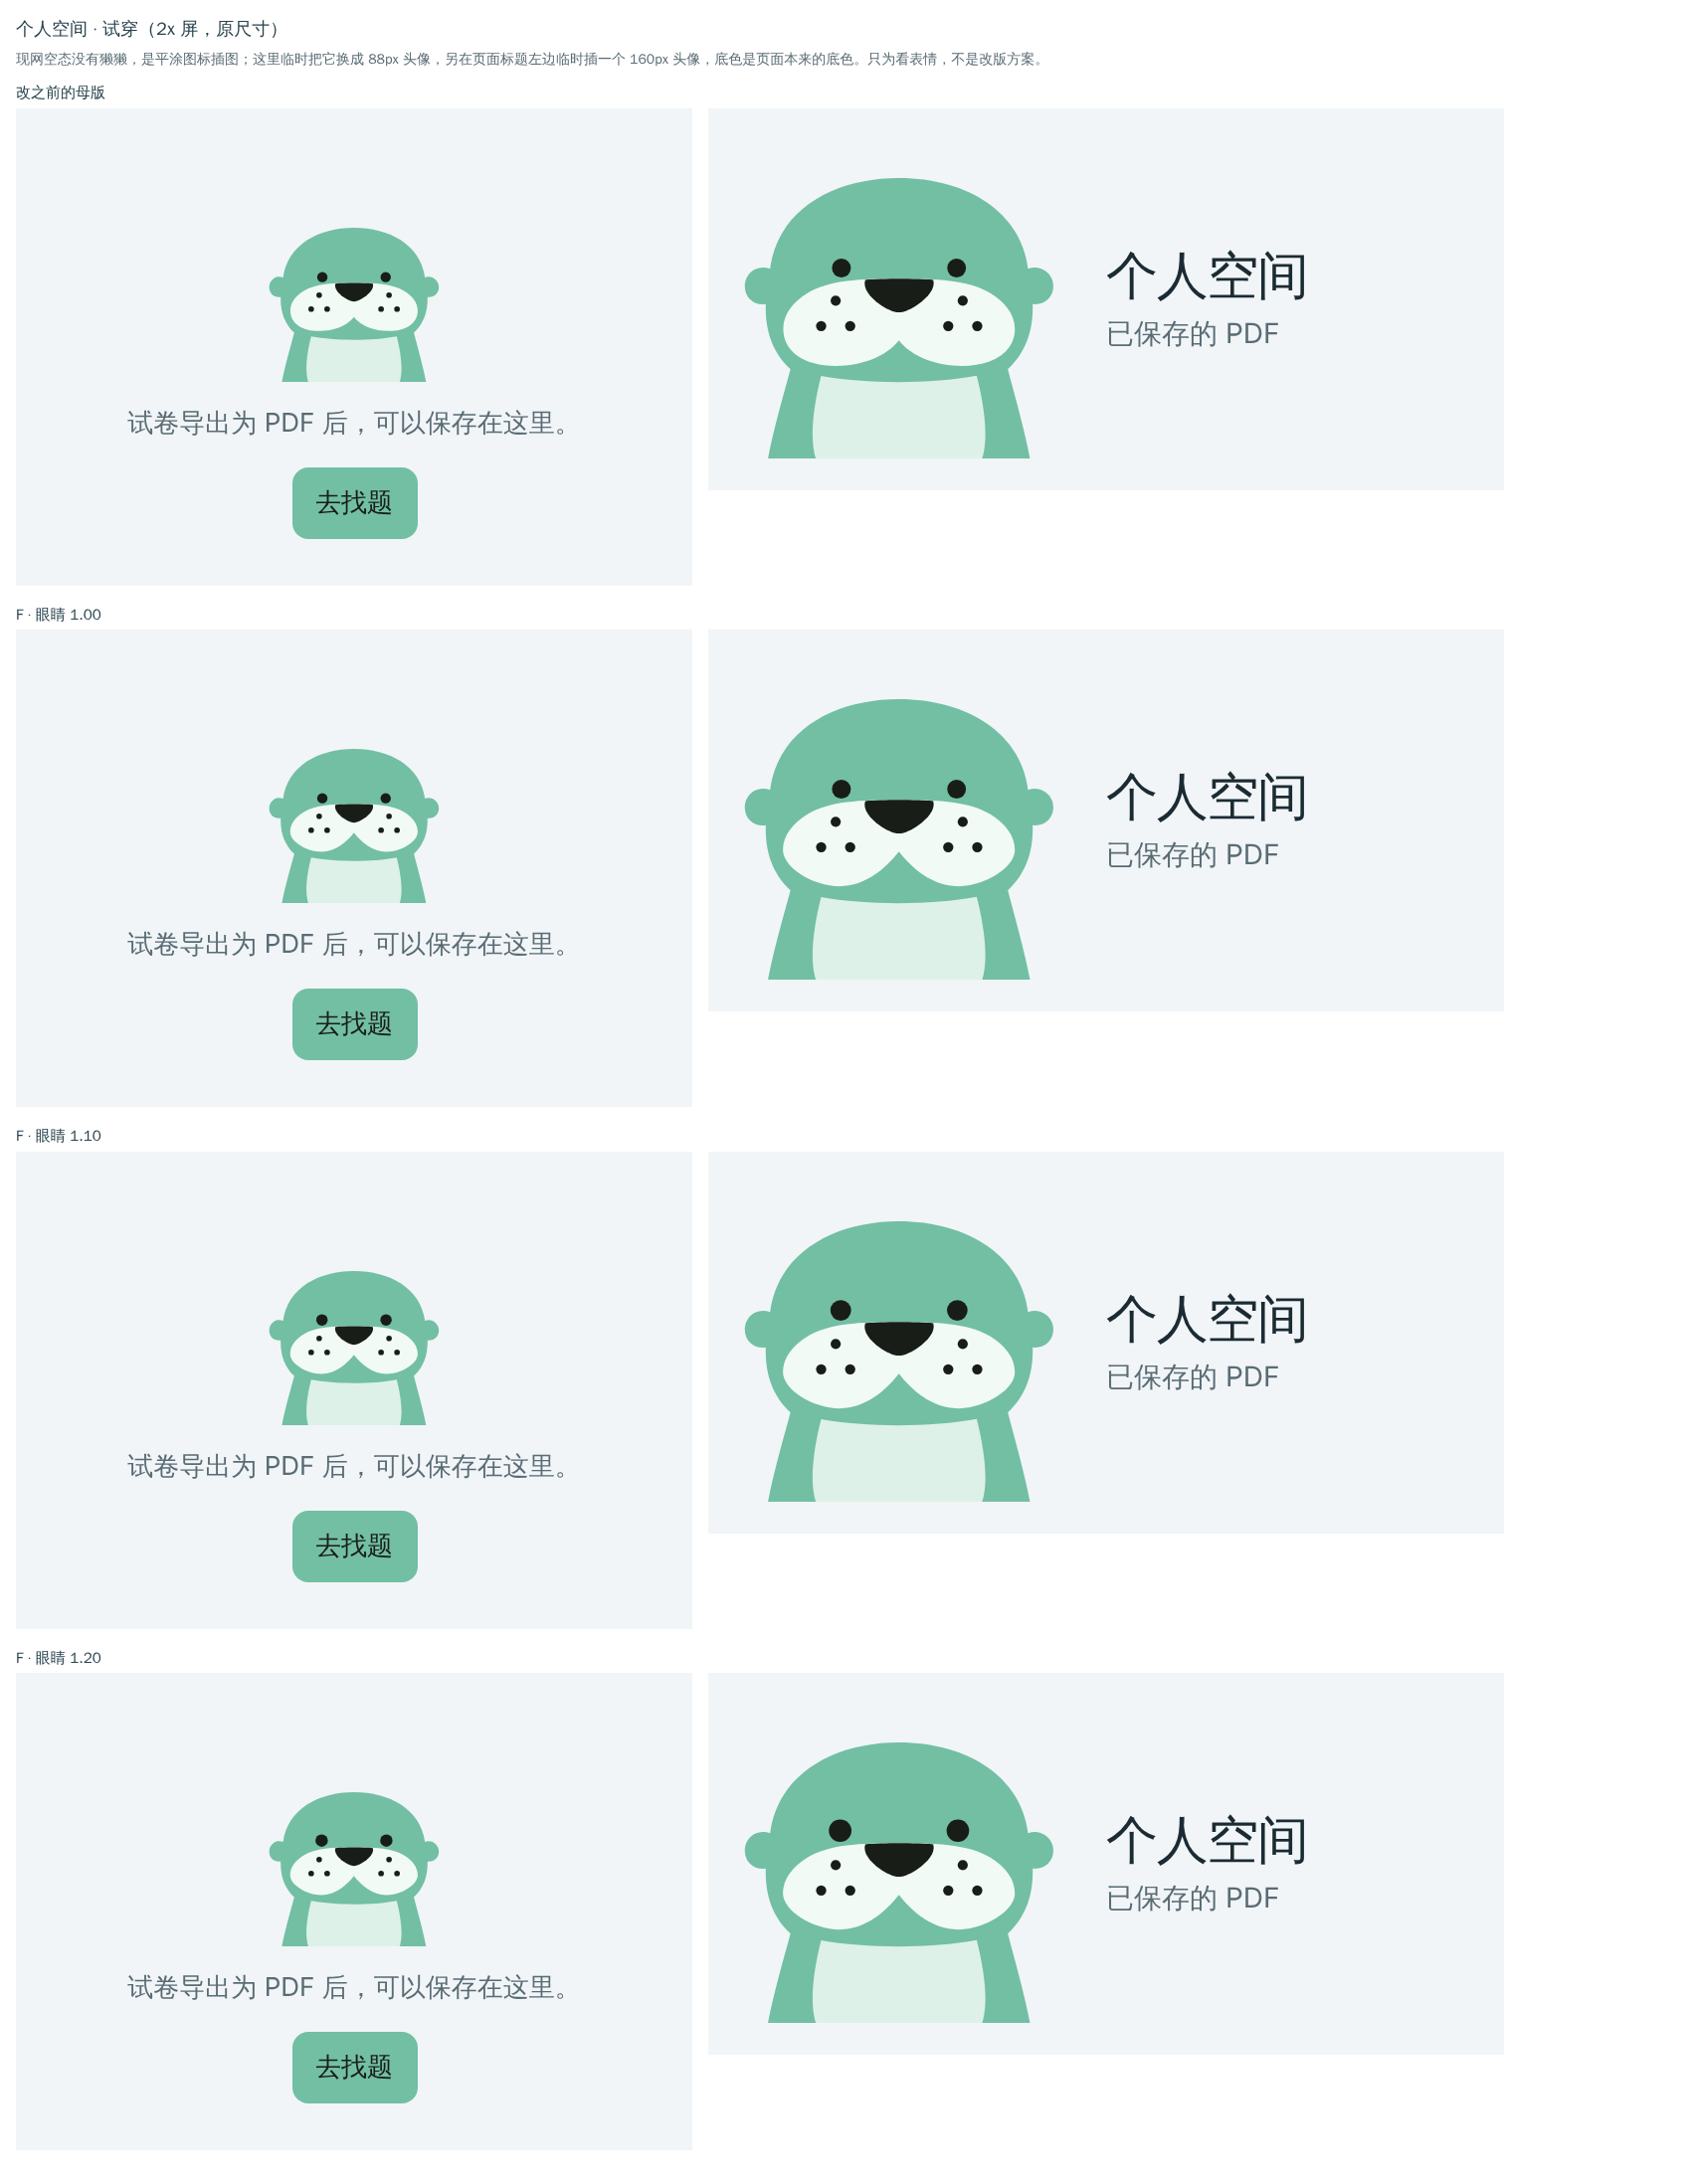 个人空间 · 试穿（2x 屏，原尺寸）
现网空态没有獭獭，是平涂图标插图；这里临时把它换成 88px 头像，另在页面标题左边临时插一个 160px 头像，底色是页面本来的底色。只为看表情，不是改版方案。
改之前的母版
试卷导出为 PDF 后，可以保存在这里。
去找题
个人空间
已保存的 PDF
F · 眼睛 1.00
试卷导出为 PDF 后，可以保存在这里。
去找题
个人空间
已保存的 PDF
F · 眼睛 1.10
试卷导出为 PDF 后，可以保存在这里。
去找题
个人空间
已保存的 PDF
F · 眼睛 1.20
试卷导出为 PDF 后，可以保存在这里。
去找题
个人空间
已保存的 PDF